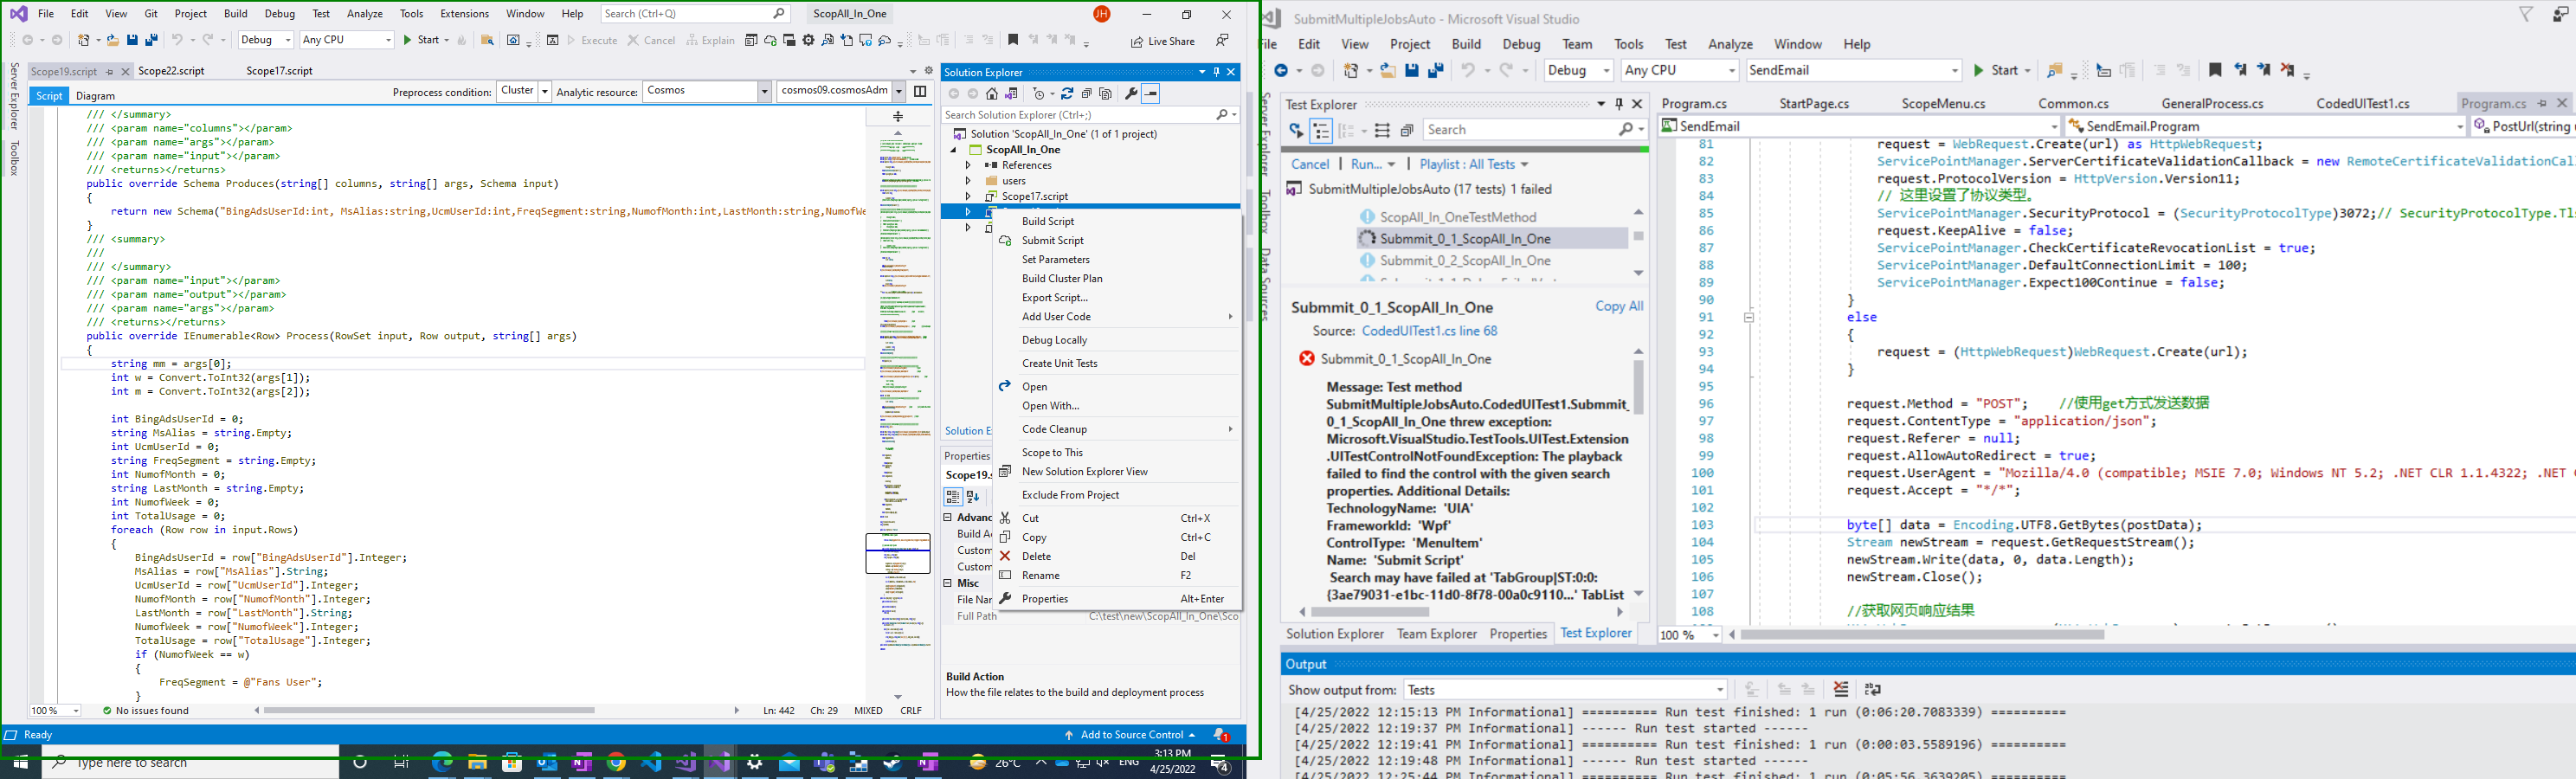 File Edit View Git Project Build Debug Test Analyze Tools Extensions Window Help Search (Ctrl+Q) ScopAll_In_One JH
Debug Any CPU Start Execute Cancel Explain Live Share
Server Explorer
Toolbox
Scope19.script Scope22.script Scope17.script
Script Diagram Preprocess condition: Cluster Analytic resource: Cosmos cosmos09.cosmosAdm
/// </summary>
/// <param name="columns"></param>
/// <param name="args"></param>
/// <param name="input"></param>
/// <returns></returns>
public override Schema Produces(string[] columns, string[] args, Schema input)
{
return new Schema("BingAdsUserId:int, MsAlias:string,UcmUserId:int,FreqSegment:string,NumofMonth:int,LastMonth:string,NumofWe
}
/// <summary>
///
/// </summary>
/// <param name="input"></param>
/// <param name="output"></param>
/// <param name="args"></param>
/// <returns></returns>
public override IEnumerable<Row> Process(RowSet input, Row output, string[] args)
{
string mm = args[0];
int w = Convert.ToInt32(args[1]);
int m = Convert.ToInt32(args[2]);
int BingAdsUserId = 0;
string MsAlias = string.Empty;
int UcmUserId = 0;
string FreqSegment = string.Empty;
int NumofMonth = 0;
string LastMonth = string.Empty;
int NumofWeek = 0;
int TotalUsage = 0;
foreach (Row row in input.Rows)
{
BingAdsUserId = row["BingAdsUserId"].Integer;
MsAlias = row["MsAlias"].String;
UcmUserId = row["UcmUserId"].Integer;
NumofMonth = row["NumofMonth"].Integer;
LastMonth = row["LastMonth"].String;
NumofWeek = row["NumofWeek"].Integer;
TotalUsage = row["TotalUsage"].Integer;
if (NumofWeek == w)
{
FreqSegment = @"Fans User";
}
100 % No issues found Ln: 442 Ch: 29 MIXED CRLF
Solution Explorer
Search Solution Explorer (Ctrl+;)
Solution 'ScopAll_In_One' (1 of 1 project)
ScopAll_In_One
References
users
Scope17.script
Build Script
Submit Script
Set Parameters
Build Cluster Plan
Export Script...
Add User Code
Debug Locally
Create Unit Tests
Open
Open With...
Code Cleanup
Scope to This
New Solution Explorer View
Exclude From Project
Cut Ctrl+X
Copy Ctrl+C
Delete Del
Rename F2
Properties Alt+Enter
Solution E
Properties
Scope19.s
Advanc
Build Ac
Custom
Custom
Misc
File Nar
Full Path C:\test\new\ScopAll_In_One\Sco
Build Action
How the file relates to the build and deployment process
Ready Add to Source Control 1
Type here to search 26°C ENG 3:13 PM 4/25/2022 4
SubmitMultipleJobsAuto - Microsoft Visual Studio
File Edit View Project Build Debug Team Tools Test Analyze Window Help
Debug Any CPU SendEmail Start
Server Explorer
Toolbox
Data Sources
Test Explorer
Search
Cancel Run... Playlist : All Tests
SubmitMultipleJobsAuto (17 tests) 1 failed
ScopAll_In_OneTestMethod
Submmit_0_1_ScopAll_In_One
Submmit_0_2_ScopAll_In_One
Submmit_0_1_ScopAll_In_One Copy All
Source: CodedUITest1.cs line 68
Submmit_0_1_ScopAll_In_One
Message: Test method
SubmitMultipleJobsAuto.CodedUITest1.Submmit_
0_1_ScopAll_In_One threw exception:
Microsoft.VisualStudio.TestTools.UITest.Extension
.UITestControlNotFoundException: The playback
failed to find the control with the given search
properties. Additional Details:
TechnologyName: 'UIA'
FrameworkId: 'Wpf'
ControlType: 'MenuItem'
Name: 'Submit Script'
Search may have failed at 'TabGroup|ST:0:0:
{3ae79031-e1bc-11d0-8f78-00a0c9110...' TabList
Solution Explorer Team Explorer Properties Test Explorer
Program.cs StartPage.cs ScopeMenu.cs Common.cs GeneralProcess.cs CodedUITest1.cs Program.cs
SendEmail SendEmail.Program PostUrl(string
81 request = WebRequest.Create(url) as HttpWebRequest;
82 ServicePointManager.ServerCertificateValidationCallback = new RemoteCertificateValidationCal
83 request.ProtocolVersion = HttpVersion.Version11;
84 // 这里设置了协议类型。
85 ServicePointManager.SecurityProtocol = (SecurityProtocolType)3072;// SecurityProtocolType.Tl
86 request.KeepAlive = false;
87 ServicePointManager.CheckCertificateRevocationList = true;
88 ServicePointManager.DefaultConnectionLimit = 100;
89 ServicePointManager.Expect100Continue = false;
90 }
91 else
92 {
93 request = (HttpWebRequest)WebRequest.Create(url);
94 }
95
96 request.Method = "POST"; //使用get方式发送数据
97 request.ContentType = "application/json";
98 request.Referer = null;
99 request.AllowAutoRedirect = true;
100 request.UserAgent = "Mozilla/4.0 (compatible; MSIE 7.0; Windows NT 5.2; .NET CLR 1.1.4322; .NET
101 request.Accept = "*/*";
102
103 byte[] data = Encoding.UTF8.GetBytes(postData);
104 Stream newStream = request.GetRequestStream();
105 newStream.Write(data, 0, data.Length);
106 newStream.Close();
107
108 //获取网页响应结果
100 %
Output
Show output from: Tests
[4/25/2022 12:15:13 PM Informational] ========== Run test finished: 1 run (0:06:20.7083339) ==========
[4/25/2022 12:19:37 PM Informational] ------ Run test started ------
[4/25/2022 12:19:41 PM Informational] ========== Run test finished: 1 run (0:00:03.5589196) ==========
[4/25/2022 12:19:48 PM Informational] ------ Run test started ------
[4/25/2022 12:25:44 PM Informational] ========== Run test finished: 1 run (0:05:56.3639205) ==========